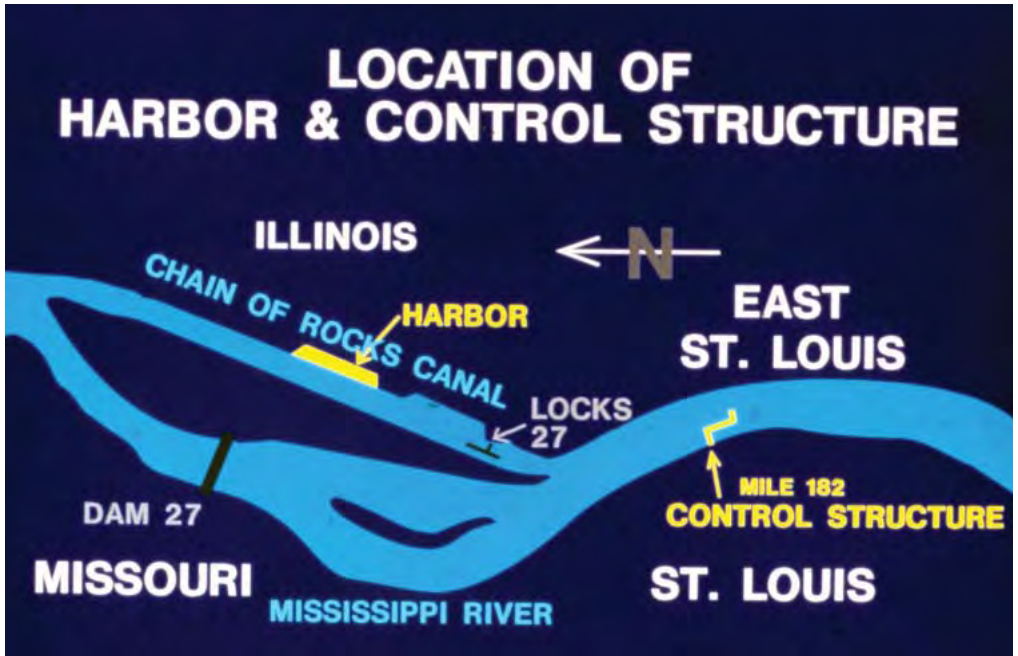 LOCATION OF
HARBOR & CONTROL STRUCTURE
ILLINOIS
N
CHAIN OF ROCKS CANAL
HARBOR
EAST
ST. LOUIS
LOCKS
27
DAM 27
MILE 182
CONTROL STRUCTURE
MISSOURI
ST. LOUIS
MISSISSIPPI RIVER